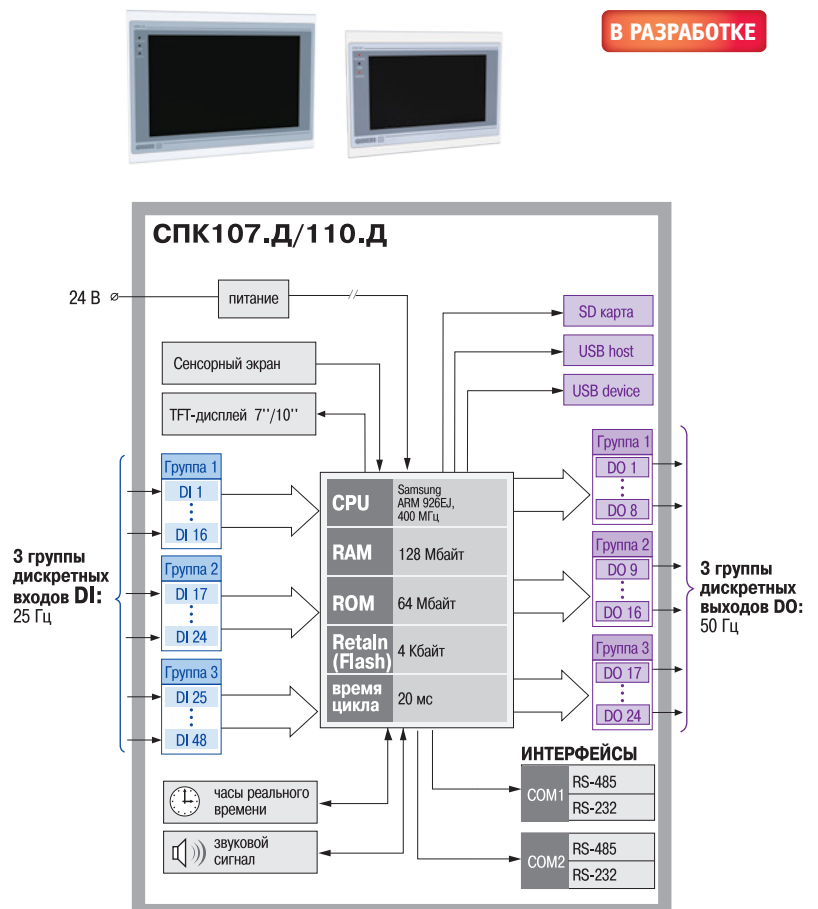 В РАЗРАБОТКЕ
СПК107.Д/110.Д
24 В
питание
SD карта
USB host
USB device
Сенсорный экран
TFT-дисплей 7''/10''
3 группы
дискретных
входов DI:
25 Гц
Группа 1
DI 1
DI 16
Группа 2
DI 17
DI 24
Группа 3
DI 25
DI 48
CPU
Samsung
ARM 926EJ,
400 МГц
RAM
128 Мбайт
ROM
64 Мбайт
Retain
(Flash)
4 Кбайт
время
цикла
20 мс
Группа 1
DO 1
DO 8
Группа 2
DO 9
DO 16
Группа 3
DO 17
DO 24
3 группы
дискретных
выходов DO:
50 Гц
часы реального
времени
звуковой
сигнал
ИНТЕРФЕЙСЫ
COM1
RS-485
RS-232
COM2
RS-485
RS-232